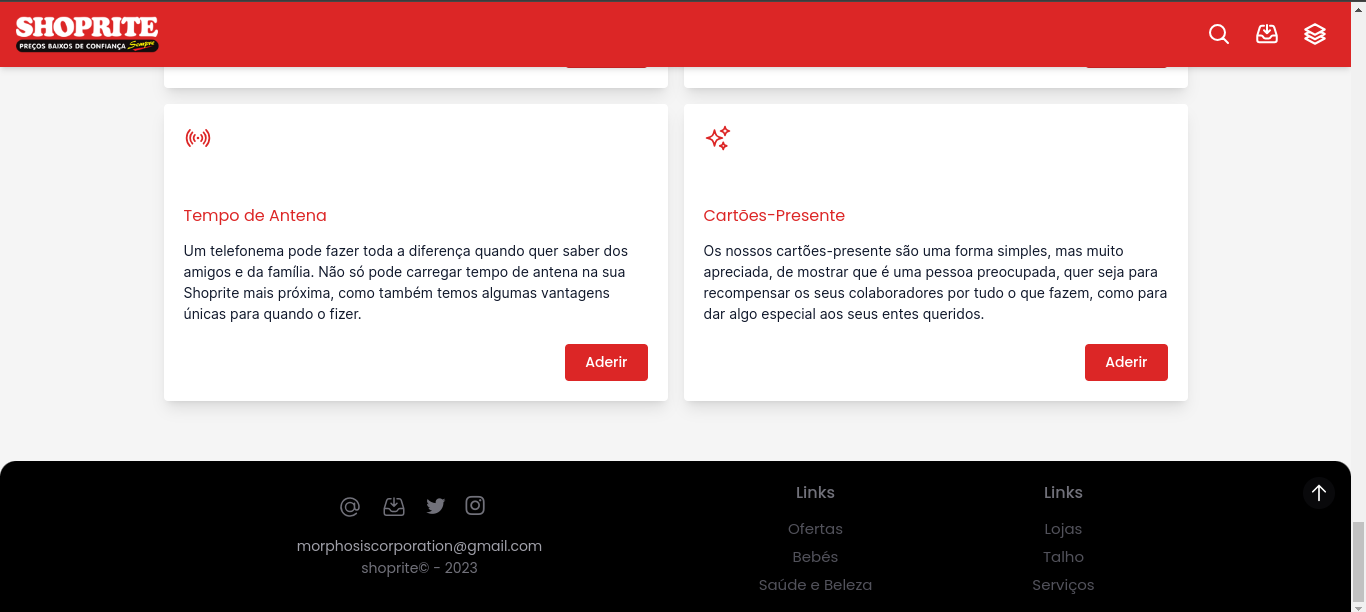 SHOPRITE
PREÇOS BAIXOS DE CONFIANÇA Sempre
Tempo de Antena
Um telefonema pode fazer toda a diferença quando quer saber dos
amigos e da família. Não só pode carregar tempo de antena na sua
Shoprite mais próxima, como também temos algumas vantagens
únicas para quando o fizer.
Aderir
Cartões-Presente
Os nossos cartões-presente são uma forma simples, mas muito
apreciada, de mostrar que é uma pessoa preocupada, quer seja para
recompensar os seus colaboradores por tudo o que fazem, como para
dar algo especial aos seus entes queridos.
Aderir
morphosiscorporation@gmail.com
shoprite© - 2023
Links
Ofertas
Bebés
Saúde e Beleza
Links
Lojas
Talho
Serviços